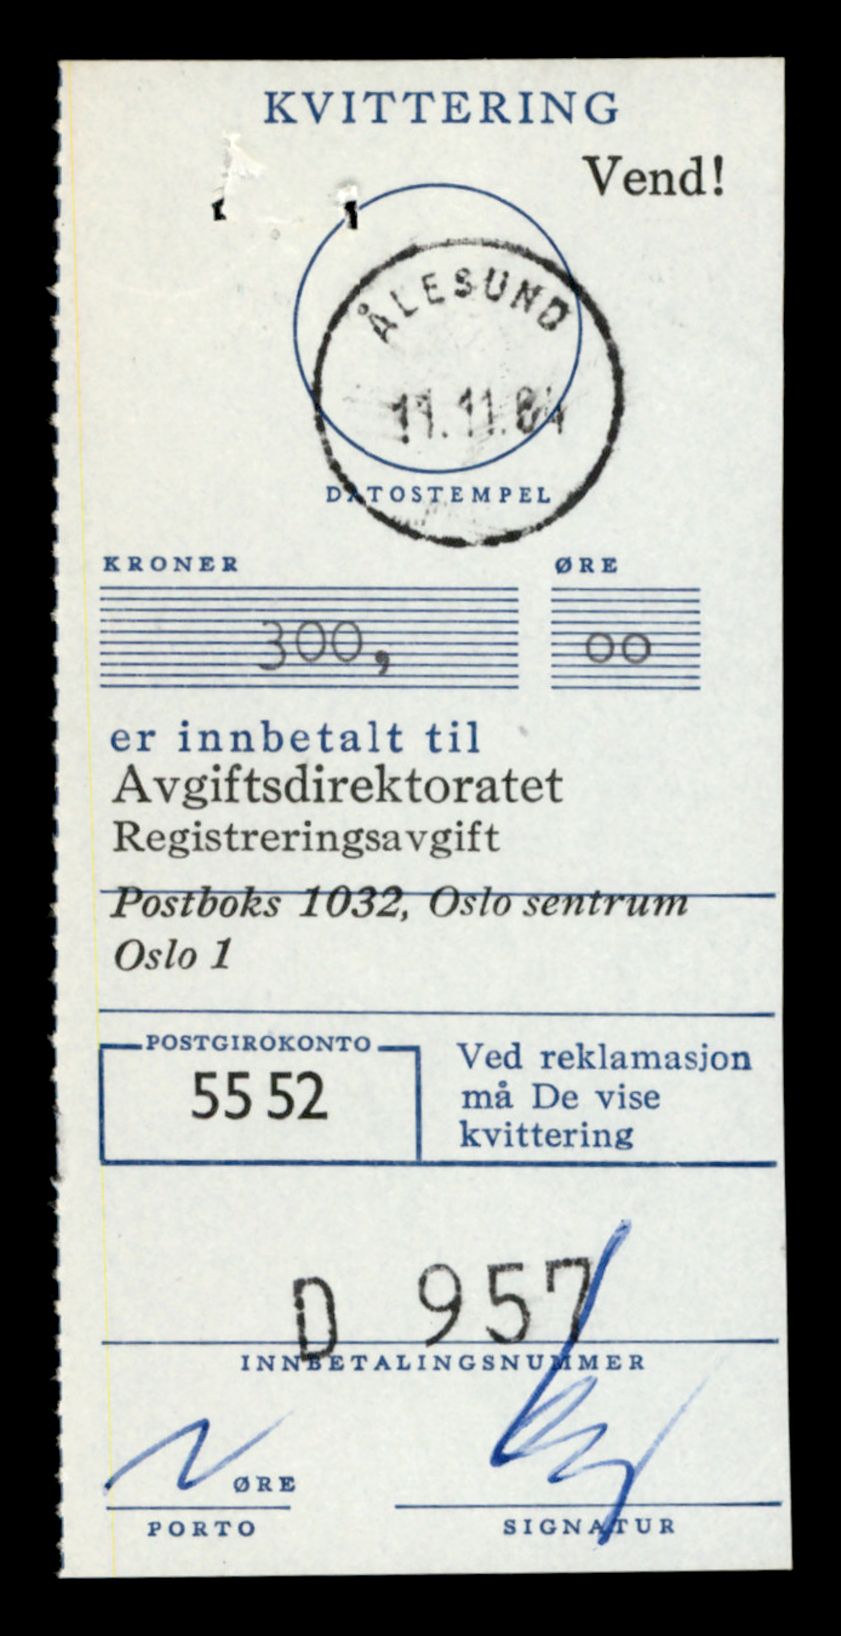 KVITTERING
Vend!
ÅLESUND
11.11.64
DATOSTEMPEL
KRONER ØRE
300, 00
er innbetalt til
Avgiftsdirektoratet
Registreringsavgift
Postboks 1032, Oslo sentrum
Oslo 1
POSTGIROKONTO
55 52
Ved reklamasjon
må De vise
kvittering
D 957
INNBETALINGSNUMMER
ØRE
PORTO
SIGNATUR